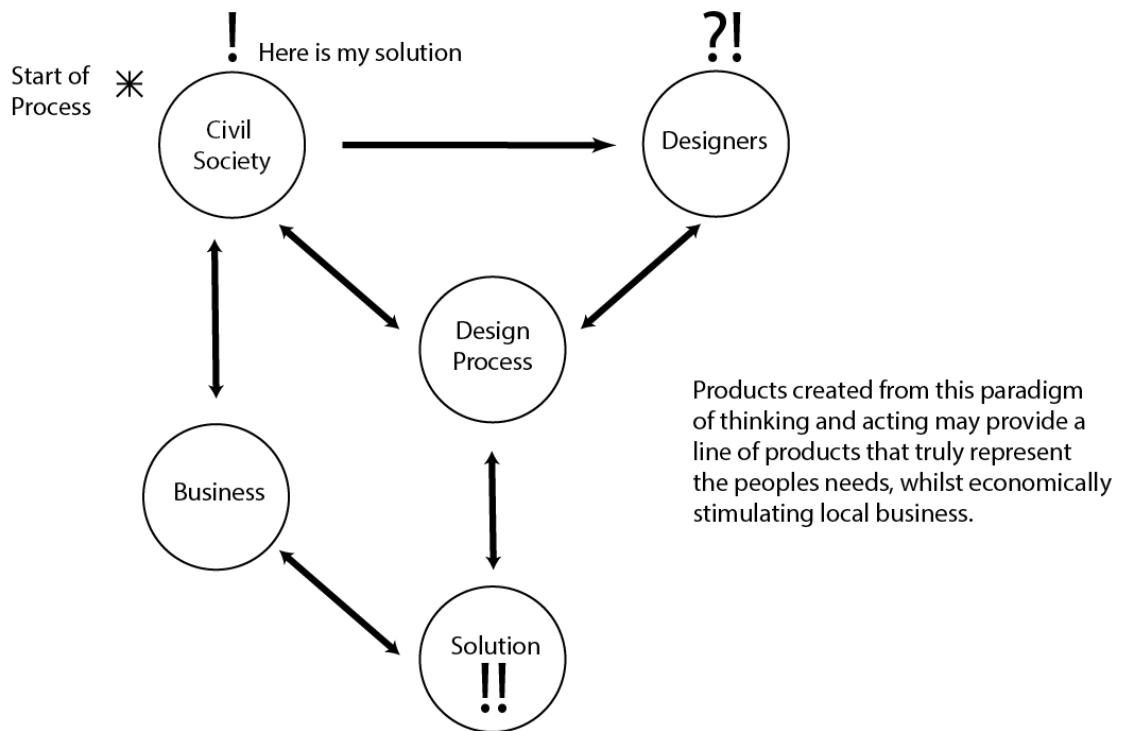 !
Here is my solution
?!
Start of
Process
*
Civil
Society
Designers
Design
Process
Products created from this paradigm
of thinking and acting may provide a
line of products that truly represent
the peoples needs, whilst economically
stimulating local business.
Business
Solution
!!